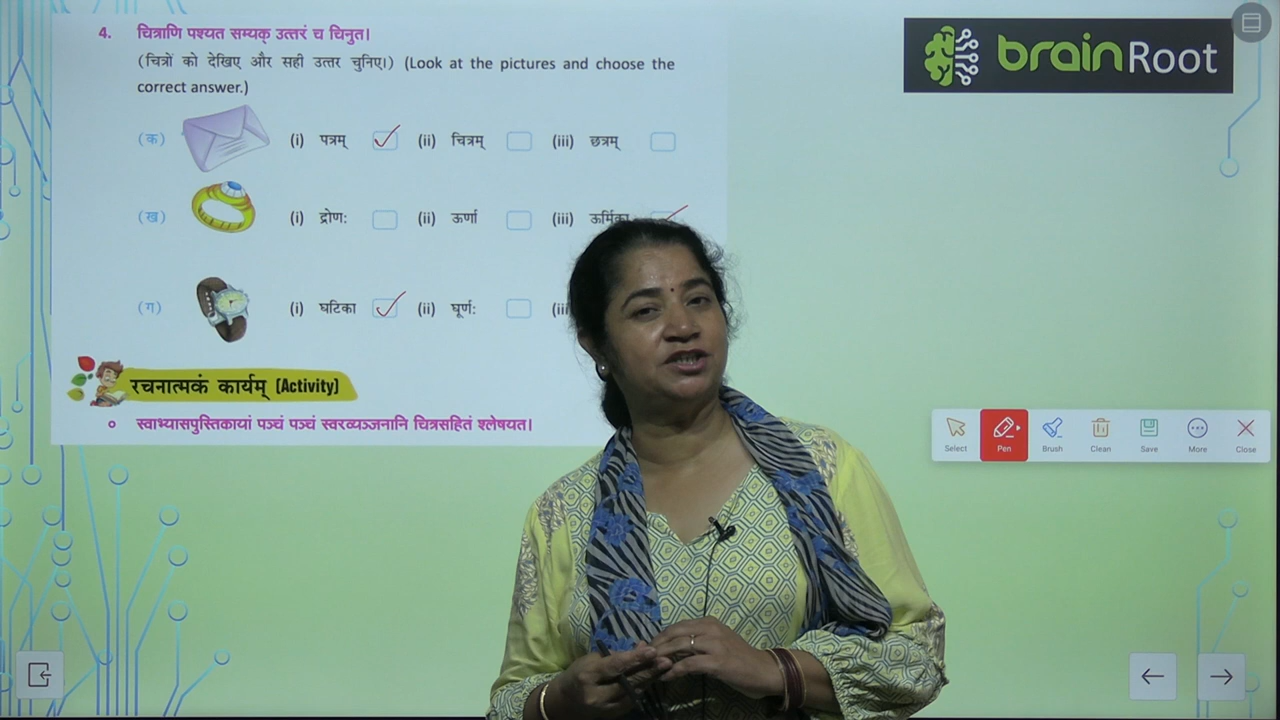 4. चित्राणि पश्यत सम्यक् उत्तरं च चिनुत।
(चित्रों को देखिए और सही उत्तर चुनिए।) (Look at the pictures and choose the
correct answer.)
(क) (i) पत्रम् (ii) चित्रम् (iii) छत्रम्
(ख) (i) द्रोणः (ii) ऊर्णा (iii) ऊर्मिका
(ग) (i) घटिका (ii) घूर्णः (iii
रचनात्मकं कार्यम् (Activity)
स्वाभ्यासपुस्तिकायां पञ्चं पञ्चं स्वरव्यञ्जनानि चित्रसहितं श्लेषयत।
brainRoot
Select Pen Brush Clean Save More Close